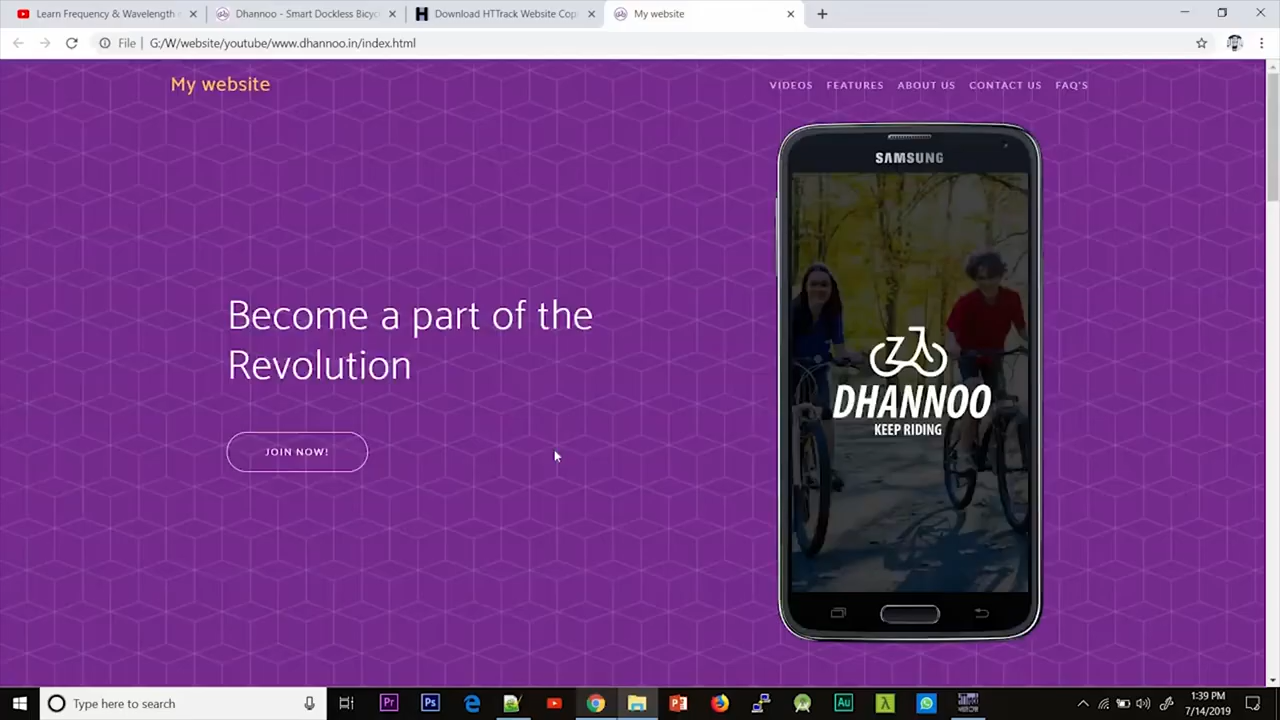 Learn Frequency & Wavelength
Dhannoo - Smart Dockless Bicycl
Download HTTrack Website Copi
My website
File
G:/W/website/youtube/www.dhannoo.in/index.html
My website
VIDEOS FEATURES ABOUT US CONTACT US FAQ'S
SAMSUNG
Become a part of the
Revolution
JOIN NOW!
DHANNOO
KEEP RIDING
Type here to search
1:39 PM
7/14/2019